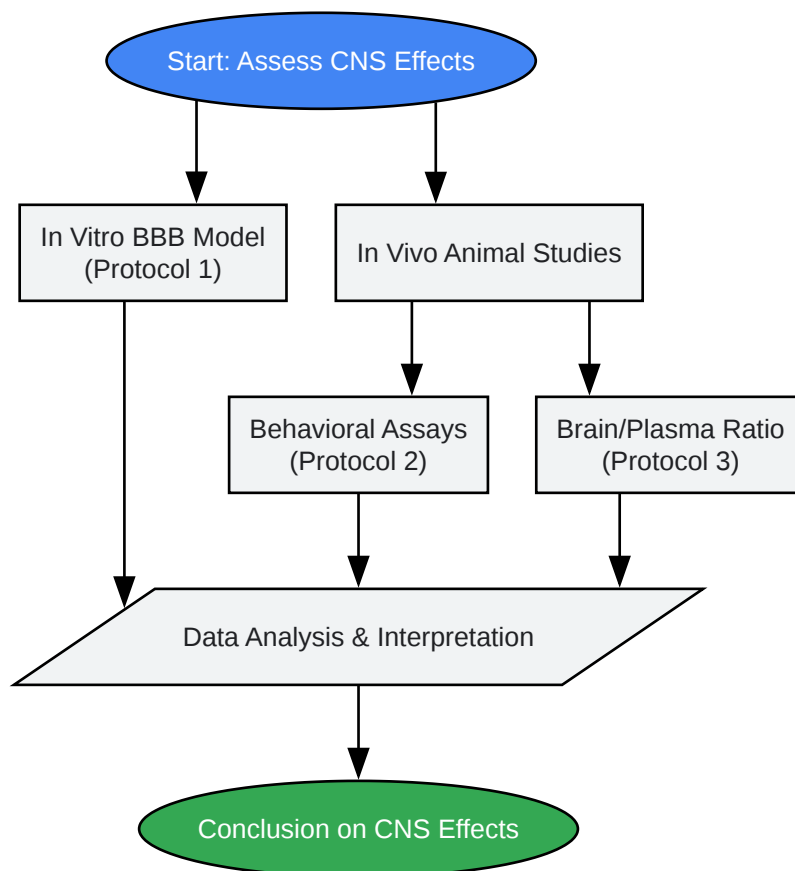 Start: Assess CNS Effects
In Vitro BBB Model
(Protocol 1)
In Vivo Animal Studies
Behavioral Assays
(Protocol 2)
Brain/Plasma Ratio
(Protocol 3)
Data Analysis & Interpretation
Conclusion on CNS Effects